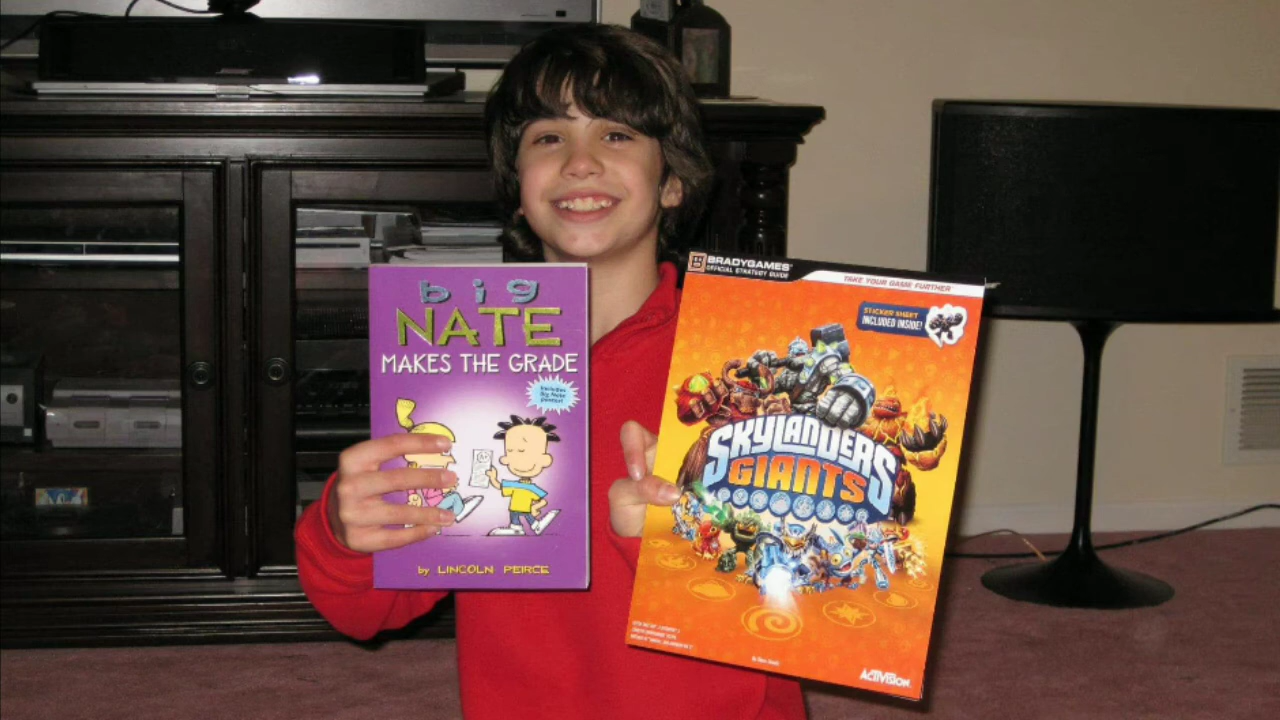 big
NATE
MAKES THE GRADE
Includes
Big Nate
poster!
by LINCOLN PEIRCE
BRADYGAMES
OFFICIAL STRATEGY GUIDE
TAKE YOUR GAME FURTHER
STICKER SHEET
INCLUDED INSIDE!
SKYLANDERS
GIANTS
ACTIVISION